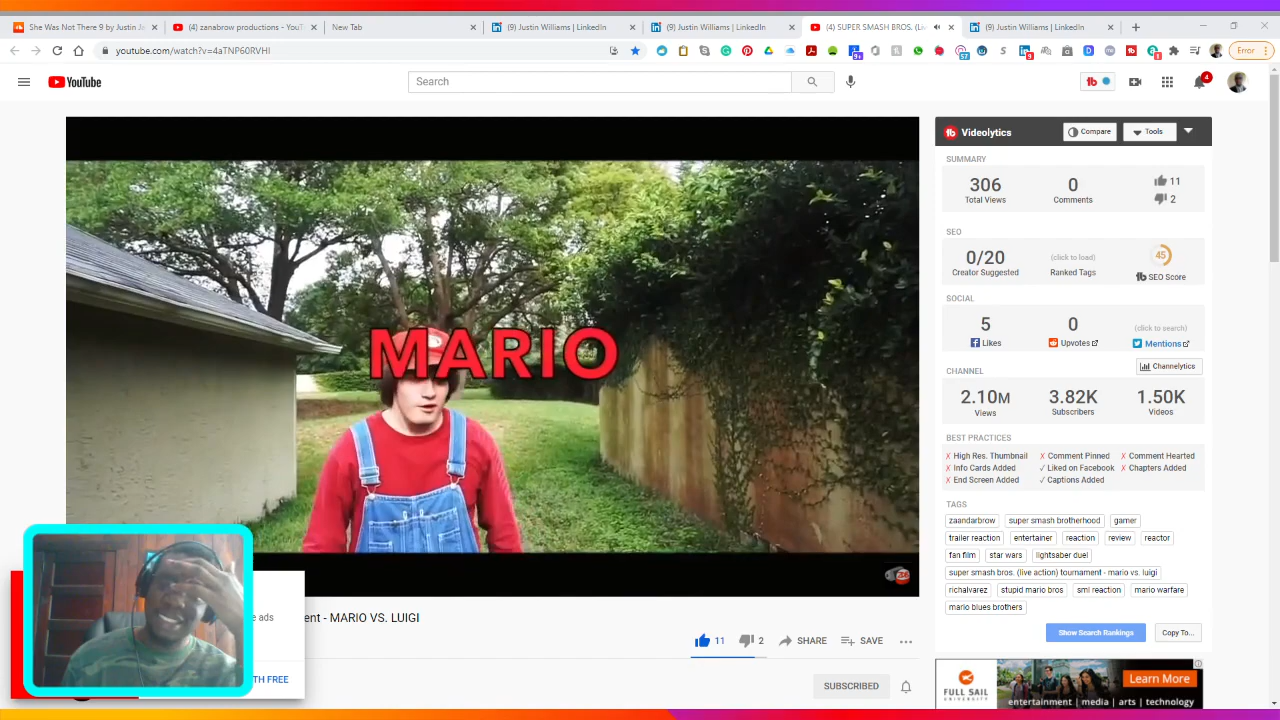 She Was Not There 9 by Justin Je
(4) zanabrow productions - YouT
New Tab
(9) Justin Williams | LinkedIn
(9) Justin Williams | LinkedIn
(4) SUPER SMASH BROS. (L
(9) Justin Williams | LinkedIn
youtube.com/watch?v=4aTNP60RVHI
Error
YouTube
Search
4
MARIO
ent - MARIO VS. LUIGI
e ads
TH FREE
11
2
SHARE
SAVE
SUBSCRIBED
Videolytics
Compare
Tools
SUMMARY
306
Total Views
0
Comments
11
2
SEO
0/20
Creator Suggested
(click to load)
Ranked Tags
45
SEO Score
SOCIAL
5
Likes
0
Upvotes
(click to search)
Mentions
Channelytics
CHANNEL
2.10M
Views
3.82K
Subscribers
1.50K
Videos
BEST PRACTICES
✗ High Res. Thumbnail ✗ Comment Pinned ✗ Comment Hearted
✗ Info Cards Added ✓ Liked on Facebook ✗ Chapters Added
✗ End Screen Added ✓ Captions Added
TAGS
zaandarbrow super smash brotherhood gamer
trailer reaction entertainer reaction review reactor
fan film star wars lightsaber duel
super smash bros. (live action) tournament - mario vs. luigi
richalvarez stupid mario bros sml reaction mario warfare
mario blues brothers
Show Search Rankings
Copy To...
FULL SAIL
UNIVERSITY
Learn More
entertainment | media | arts | technology